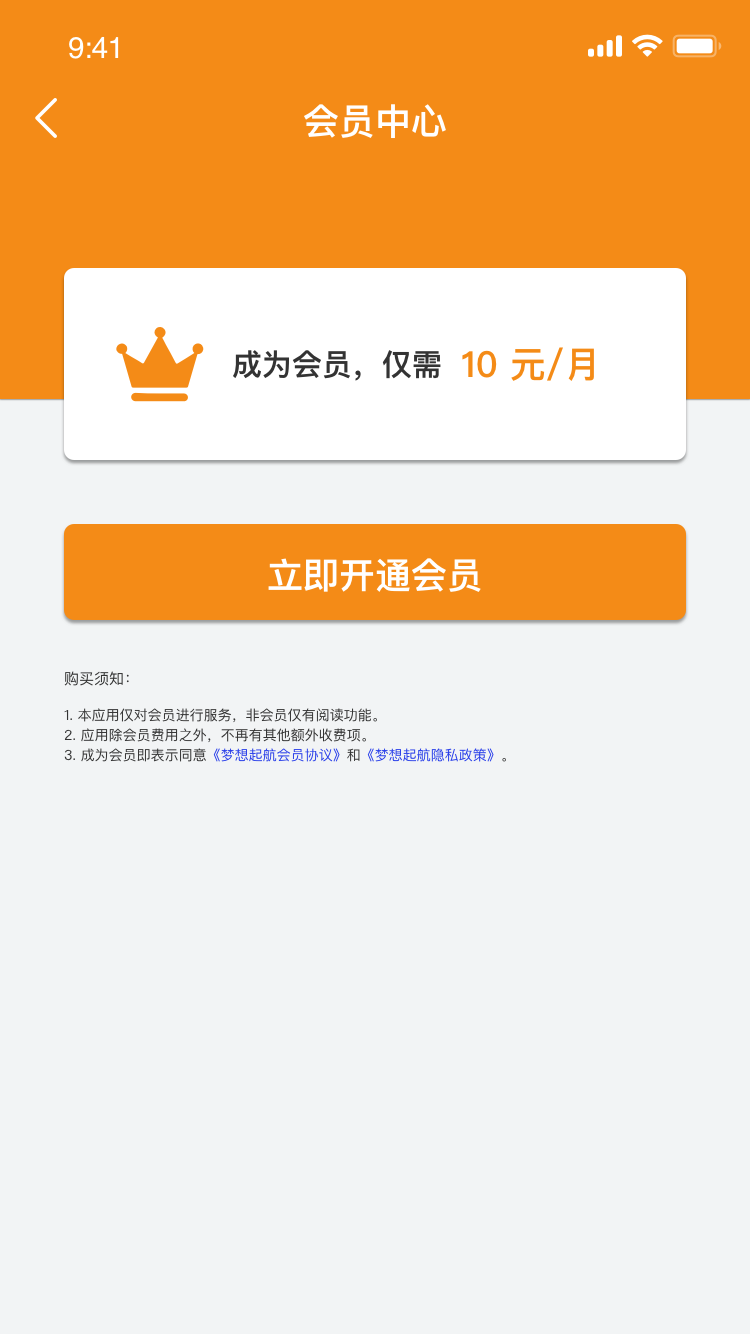 9:41
会员中心
成为会员，仅需 10 元/月
立即开通会员
购买须知：
1. 本应用仅对会员进行服务，非会员仅有阅读功能。
2. 应用除会员费用之外，不再有其他额外收费项。
3. 成为会员即表示同意《梦想起航会员协议》和《梦想起航隐私政策》。